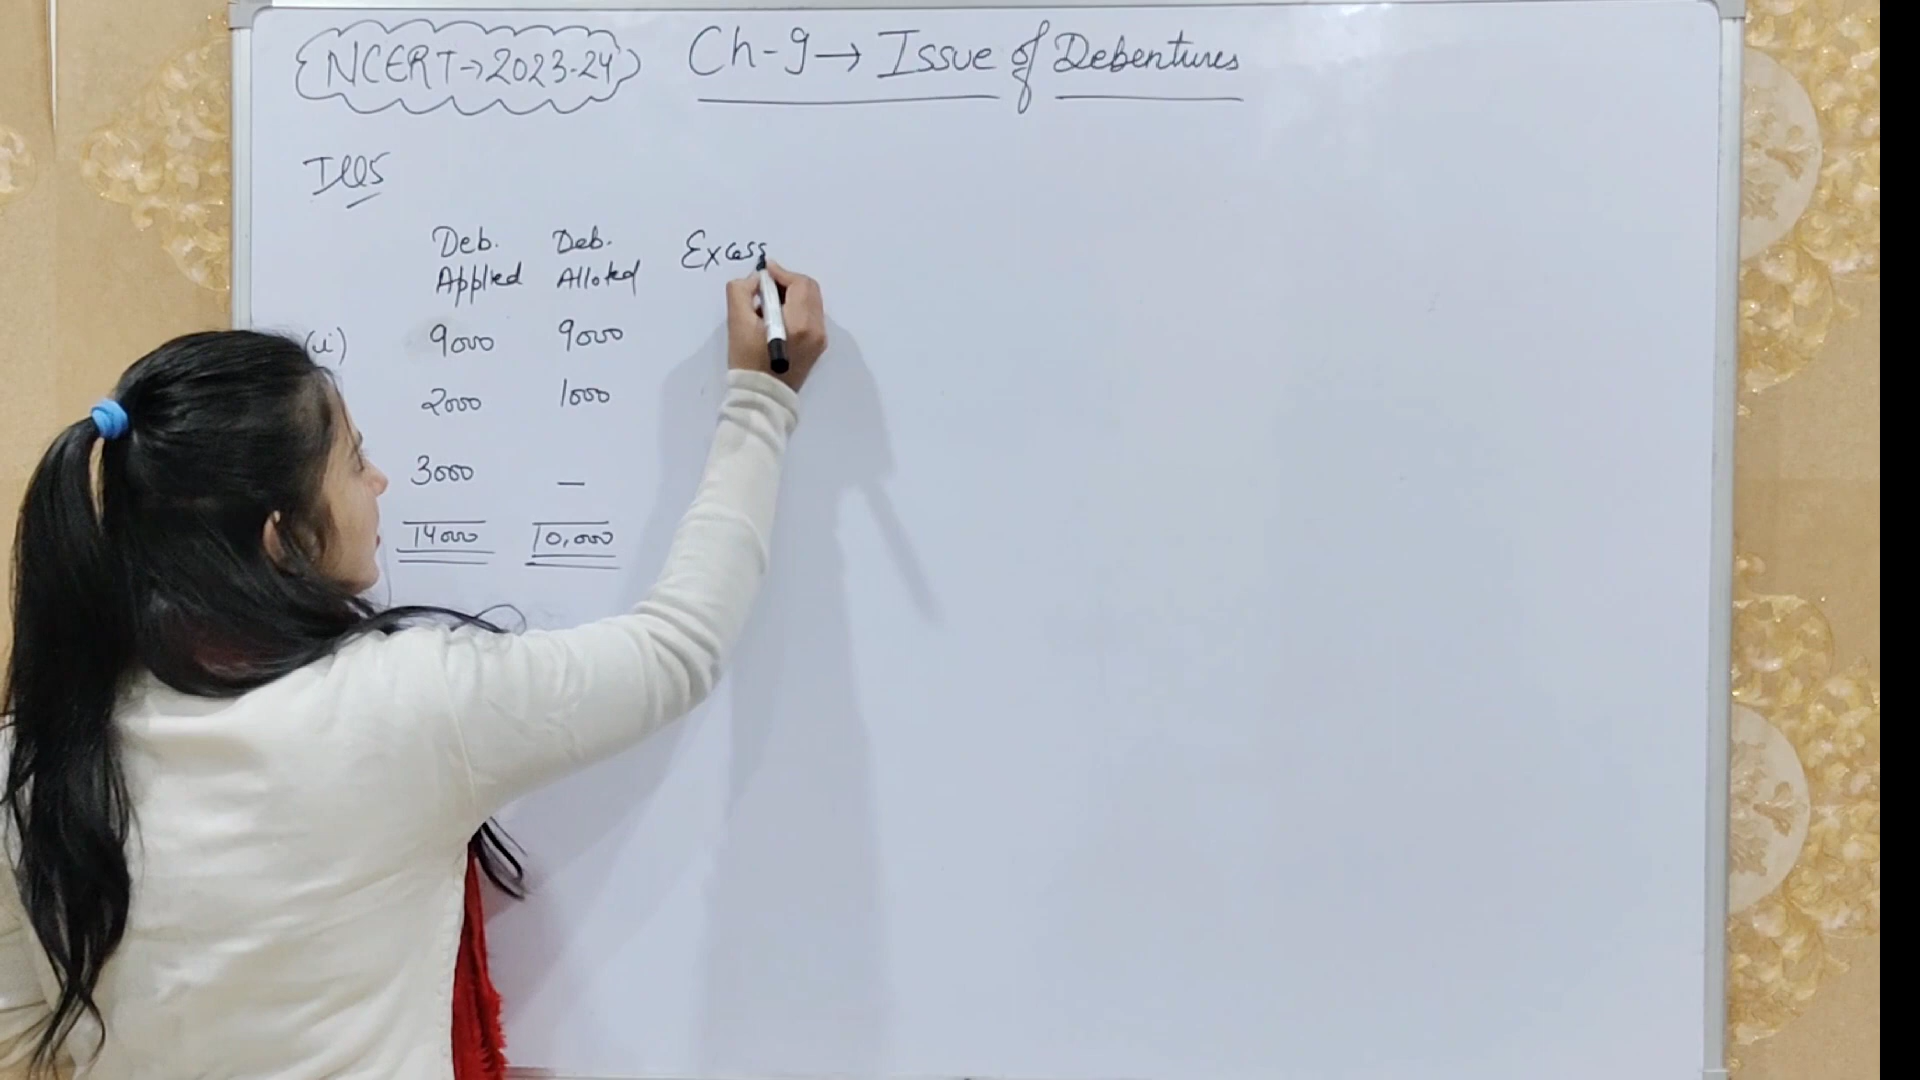 NCERT→2023-24 Ch-9→ Issue of Debentures
Ill 5
Deb. Deb. Excess
Applied Alloted
(ii) 9000 9000
2000 1000
3000 —
14000 10,000